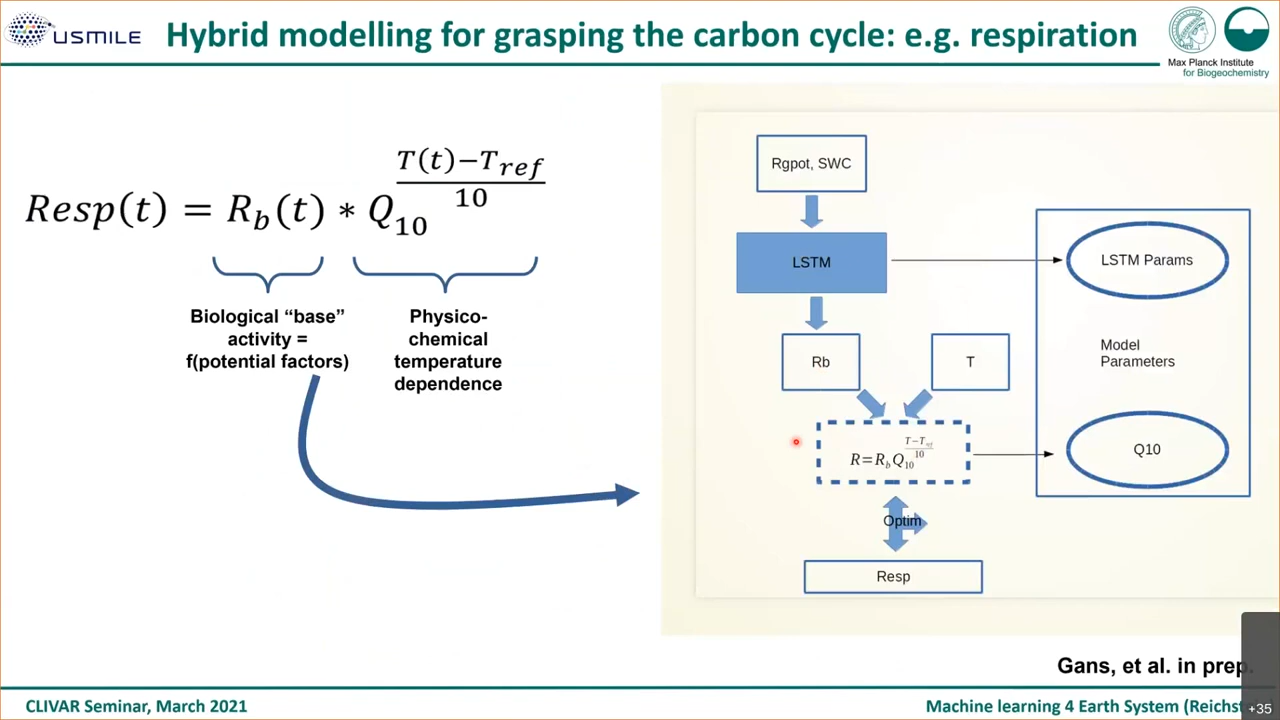 USMILE
Hybrid modelling for grasping the carbon cycle: e.g. respiration
Max Planck Institute
for Biogeochemistry
Resp(t) = R_b(t) * Q_10^((T(t)−T_ref)/10)
Biological “base”
activity =
f(potential factors)
Physico-
chemical
temperature
dependence
Rgpot, SWC
LSTM
LSTM Params
Rb
T
Model
Parameters
R=R_b Q_10^((T−T_ref)/10)
Q10
Optim
Resp
Gans, et al. in prep.
CLIVAR Seminar, March 2021
Machine learning 4 Earth System (Reichst
+35